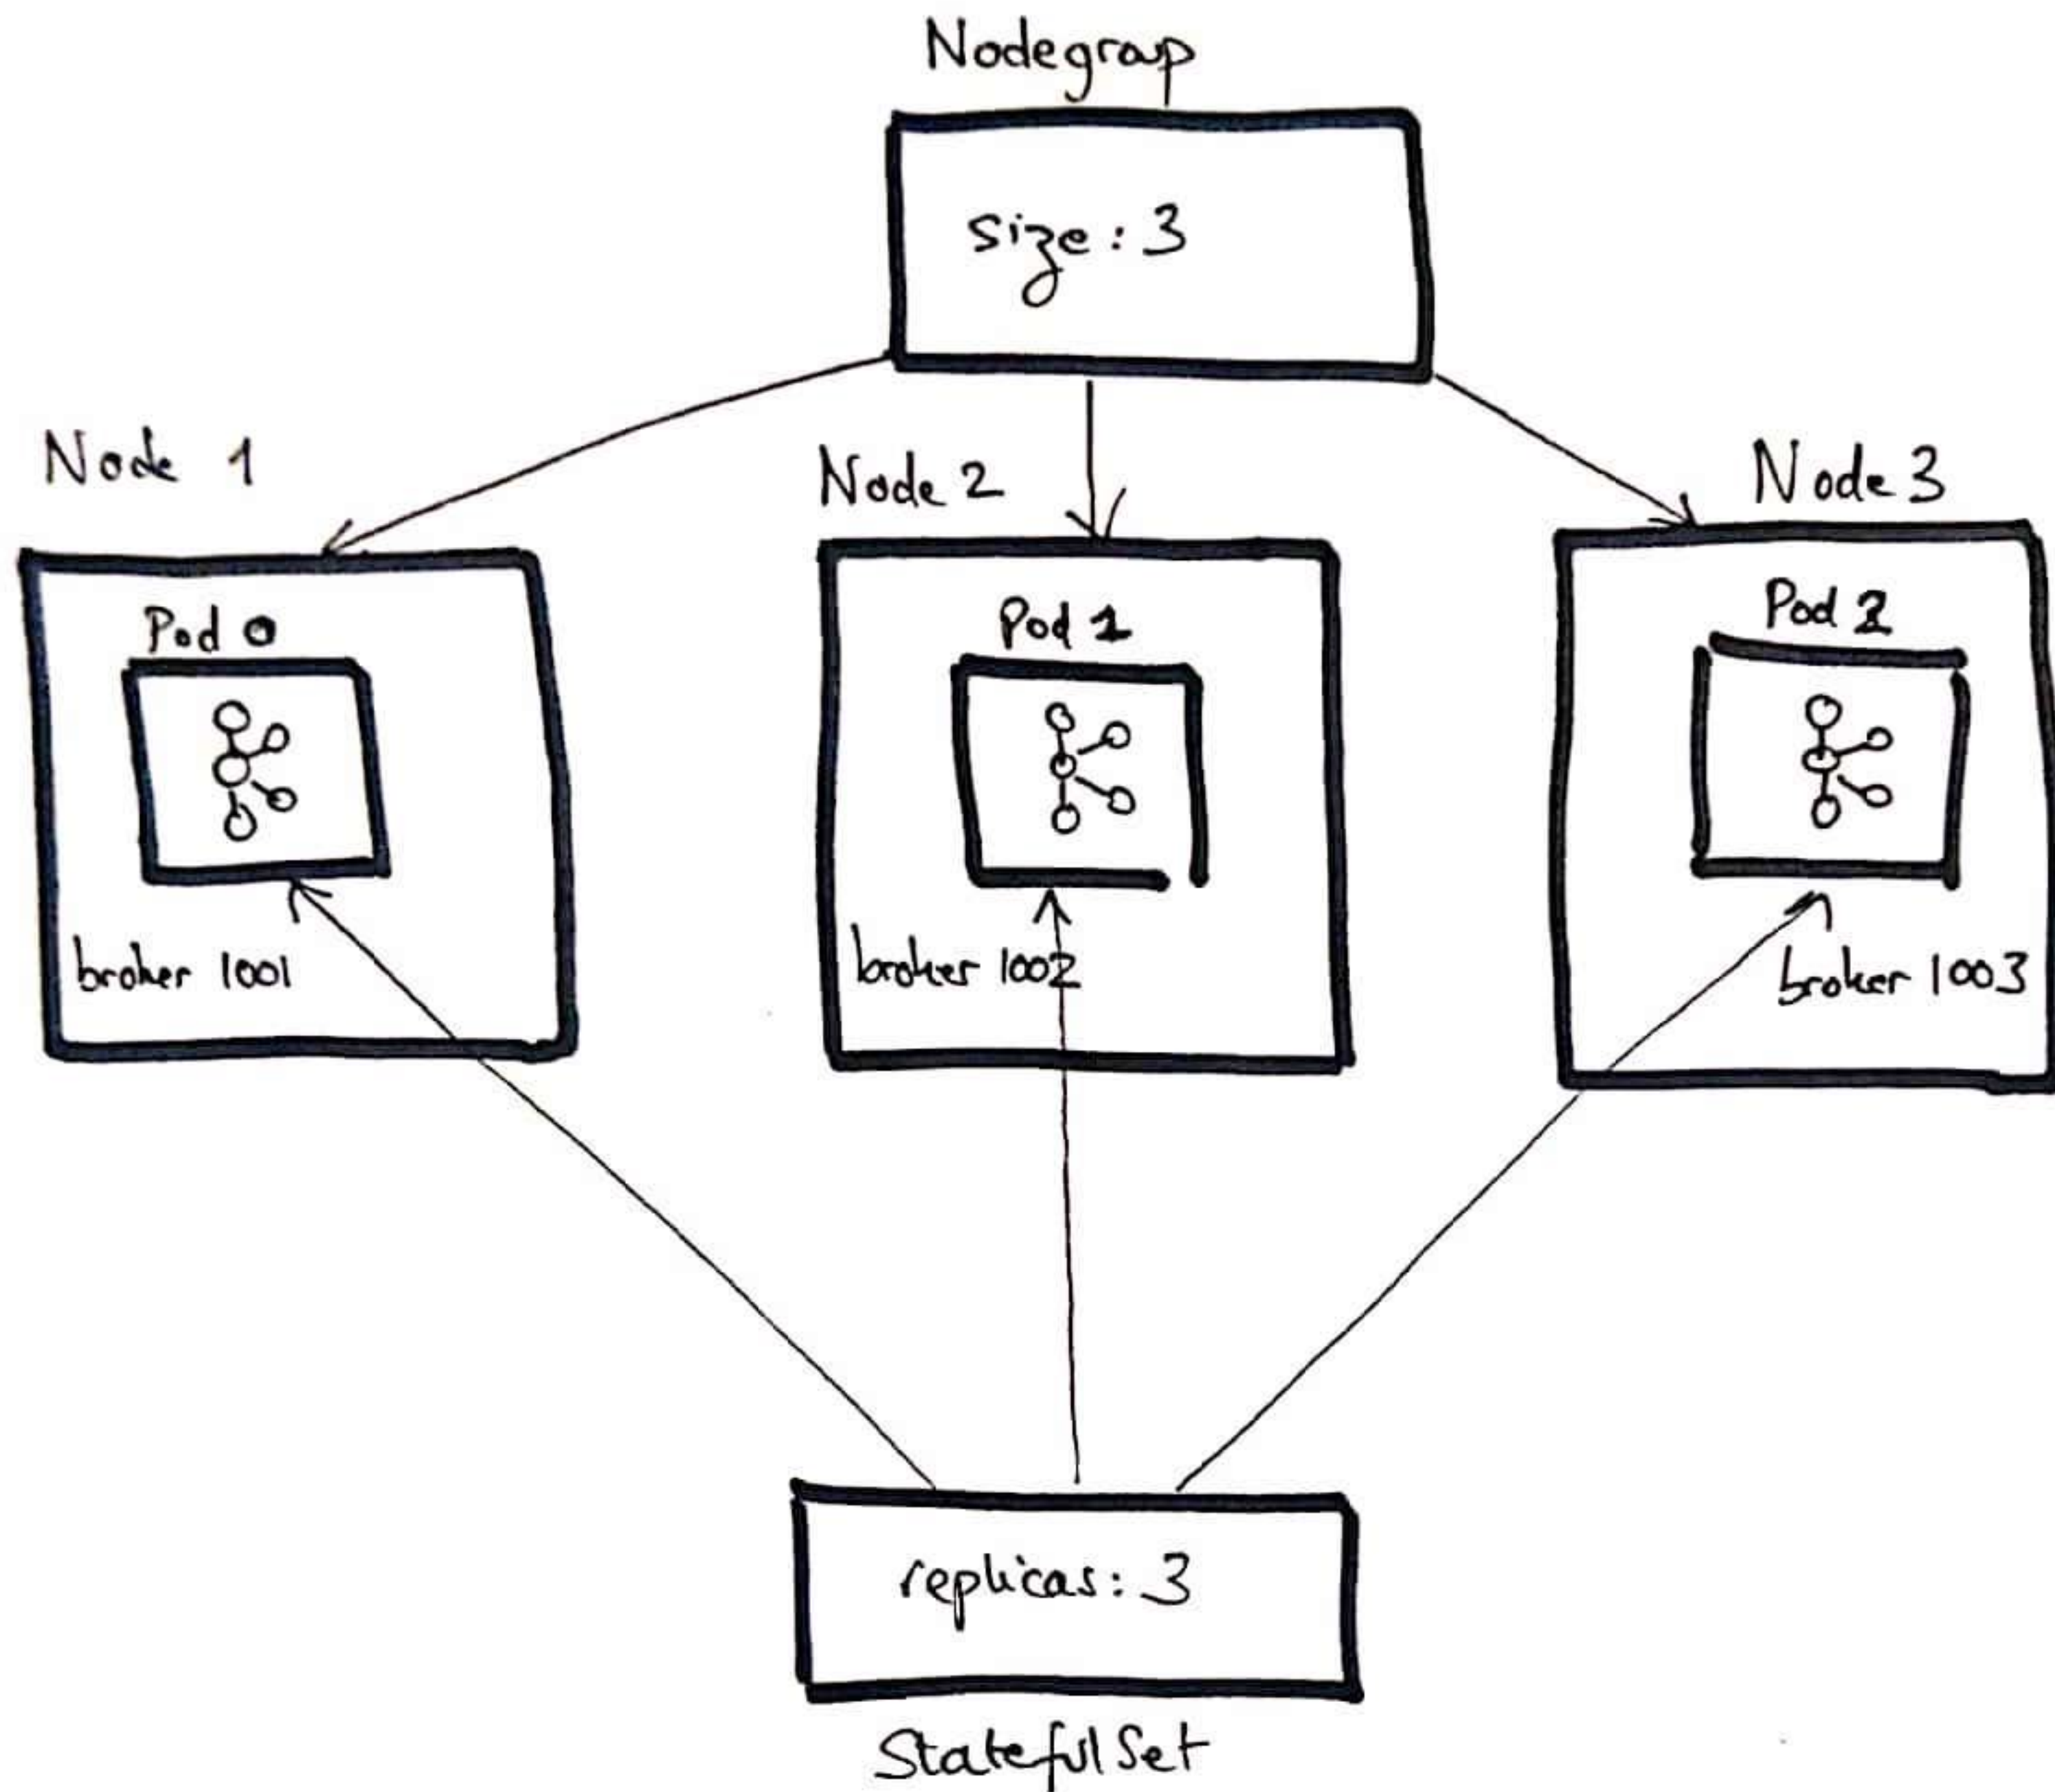 Nodegroup
size: 3
Node 1
Node 2
Node 3
Pod 0
Pod 1
Pod 2
broker 1001
broker 1002
broker 1003
replicas: 3
StatefulSet